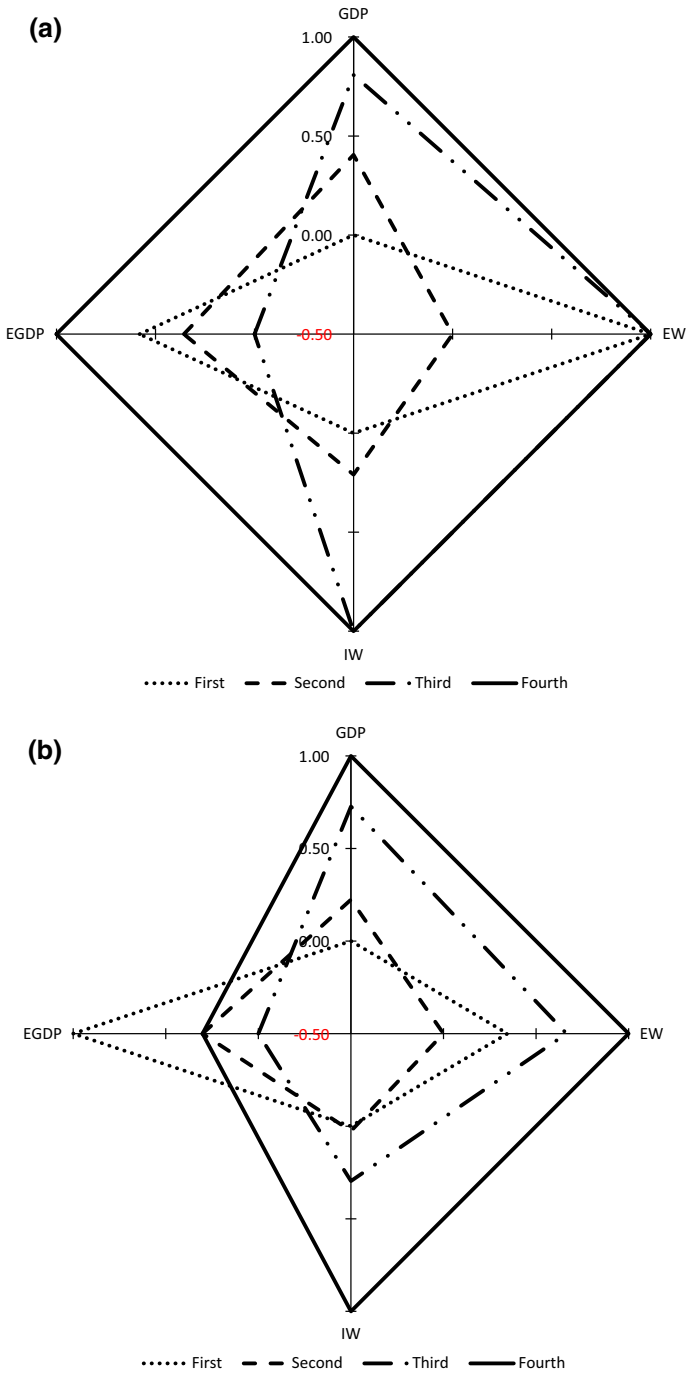 (a)
GDP
1.00
0.50
0.00
EGDP
-0.50
EW
IW
First Second Third Fourth
(b)
GDP
1.00
0.50
0.00
EGDP
-0.50
EW
IW
First Second Third Fourth